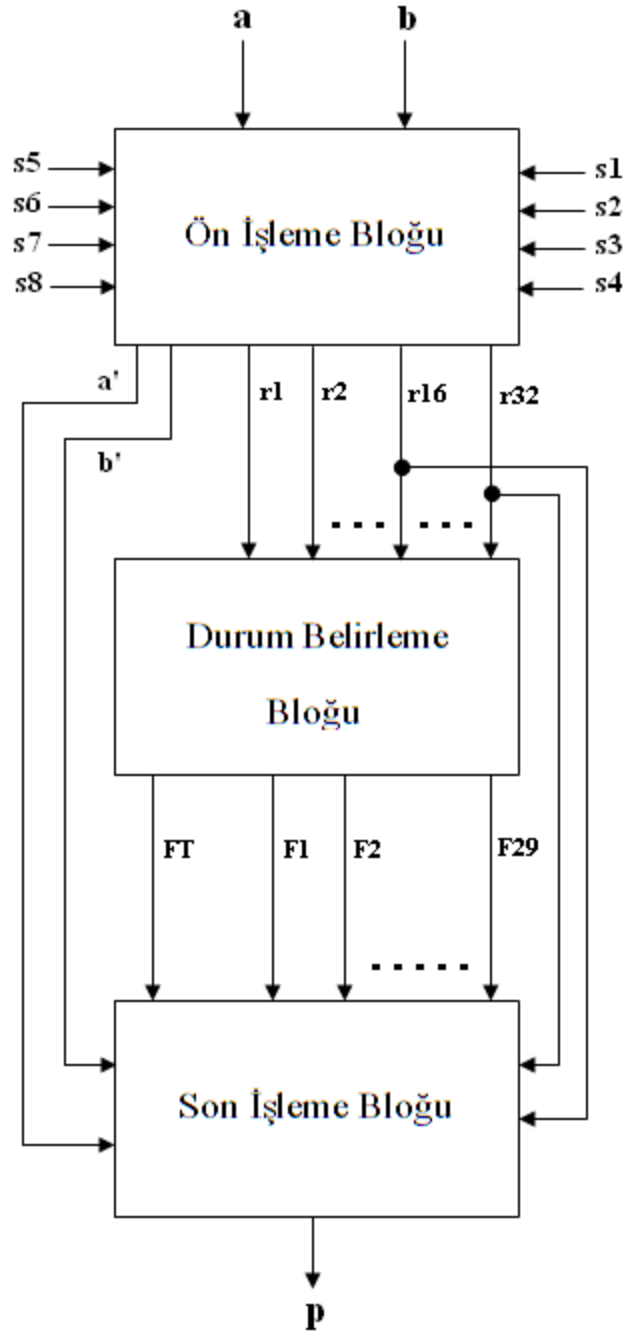 a b
s5
s6
s7
s8
Ön İşleme Bloğu
s1
s2
s3
s4
a'
b'
r1 r2 r16 r32
Durum Belirleme
Bloğu
FT F1 F2 F29
Son İşleme Bloğu
p